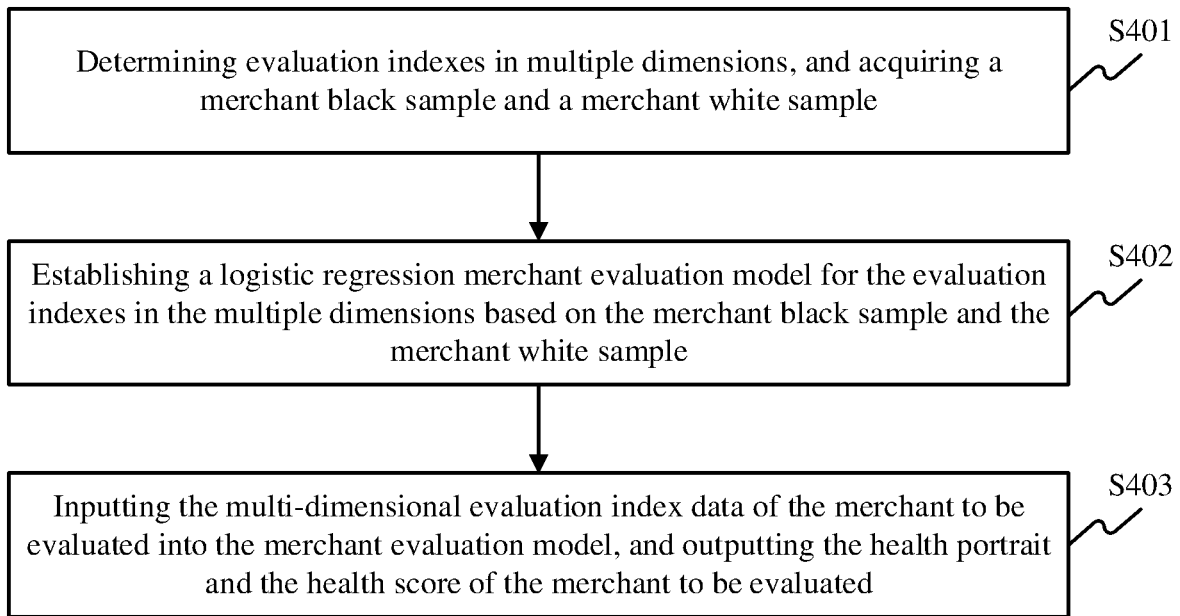 S401
Determining evaluation indexes in multiple dimensions, and acquiring a
merchant black sample and a merchant white sample
S402
Establishing a logistic regression merchant evaluation model for the evaluation
indexes in the multiple dimensions based on the merchant black sample and the
merchant white sample
S403
Inputting the multi-dimensional evaluation index data of the merchant to be
evaluated into the merchant evaluation model, and outputting the health portrait
and the health score of the merchant to be evaluated